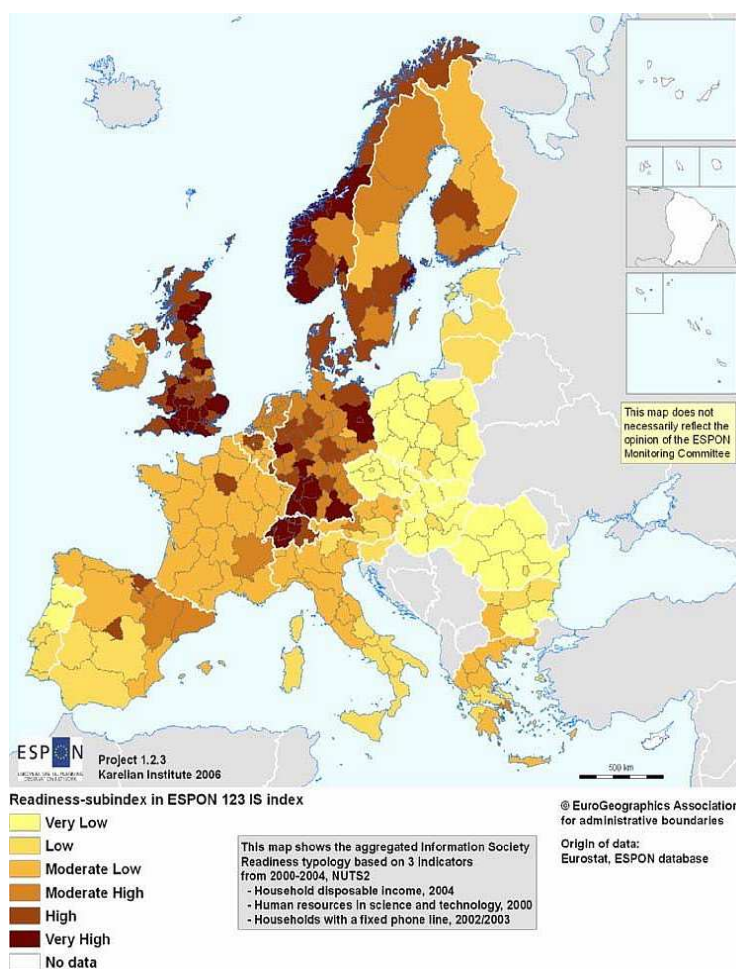 This map does not
necessarily reflect the
opinion of the ESPON
Monitoring Committee
ESPON
Project 1.2.3
Karelian Institute 2006
500 km
Readiness-subindex in ESPON 123 IS index
Very Low
Low
Moderate Low
Moderate High
High
Very High
No data
This map shows the aggregated Information Society
Readiness typology based on 3 indicators
from 2000-2004, NUTS2
- Household disposable income, 2004
- Human resources in science and technology, 2000
- Households with a fixed phone line, 2002/2003
© EuroGeographics Association
for administrative boundaries
Origin of data:
Eurostat, ESPON database